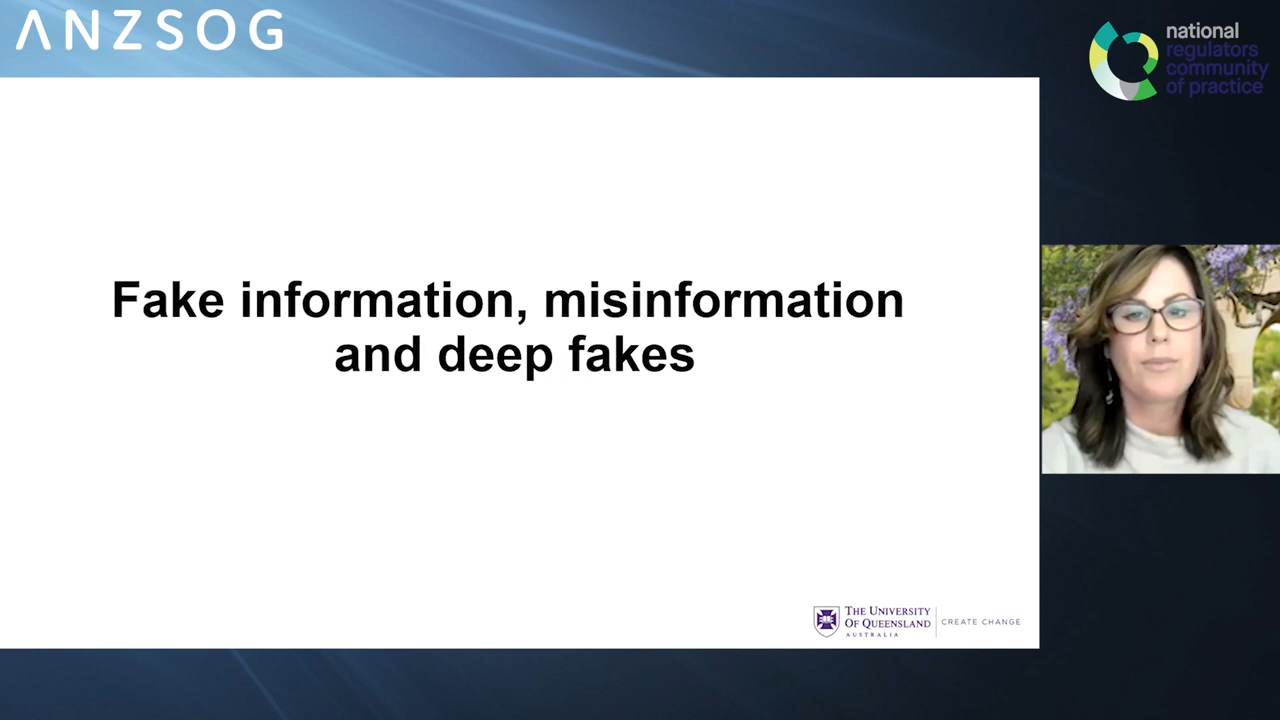 ANZSOG
national
regulators
community
of practice
Fake information, misinformation
and deep fakes
THE UNIVERSITY
OF QUEENSLAND
AUSTRALIA
CREATE CHANGE